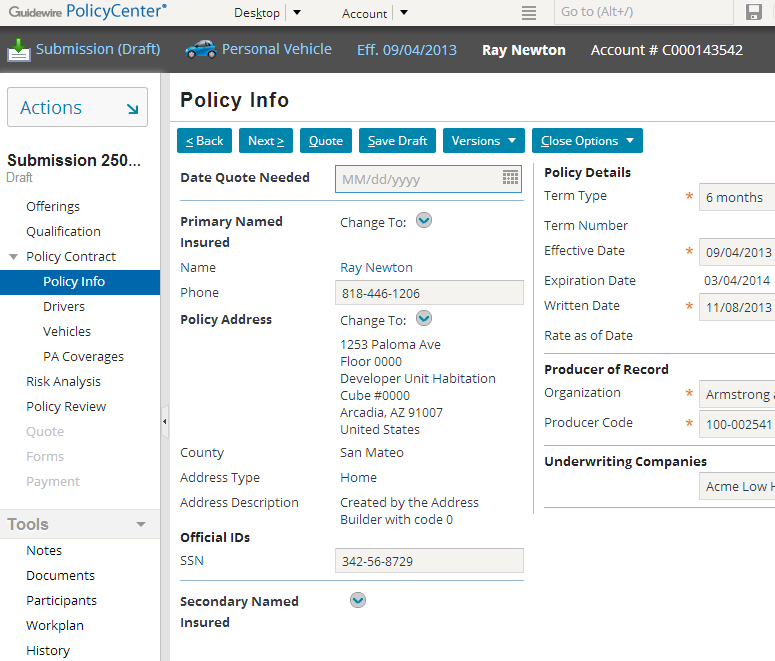 Guidewire PolicyCenter®
Desktop
Account
Go to (Alt+/)
Submission (Draft)
Personal Vehicle
Eff. 09/04/2013
Ray Newton
Account # C000143542
Actions
Submission 250...
Draft
Offerings
Qualification
Policy Contract
Policy Info
Drivers
Vehicles
PA Coverages
Risk Analysis
Policy Review
Quote
Forms
Payment
Tools
Notes
Documents
Participants
Workplan
History
Policy Info
< Back
Next >
Quote
Save Draft
Versions
Close Options
Date Quote Needed
MM/dd/yyyy
Primary Named
Insured
Change To:
Name
Ray Newton
Phone
818-446-1206
Policy Address
Change To:
1253 Paloma Ave
Floor 0000
Developer Unit Habitation
Cube #0000
Arcadia, AZ 91007
United States
County
San Mateo
Address Type
Home
Address Description
Created by the Address
Builder with code 0
Official IDs
SSN
342-56-8729
Secondary Named
Insured
Policy Details
Term Type
* 6 months
Term Number
Effective Date
* 09/04/2013
Expiration Date
03/04/2014
Written Date
* 11/08/2013
Rate as of Date
Producer of Record
Organization
* Armstrong a
Producer Code
* 100-002541
Underwriting Companies
Acme Low H